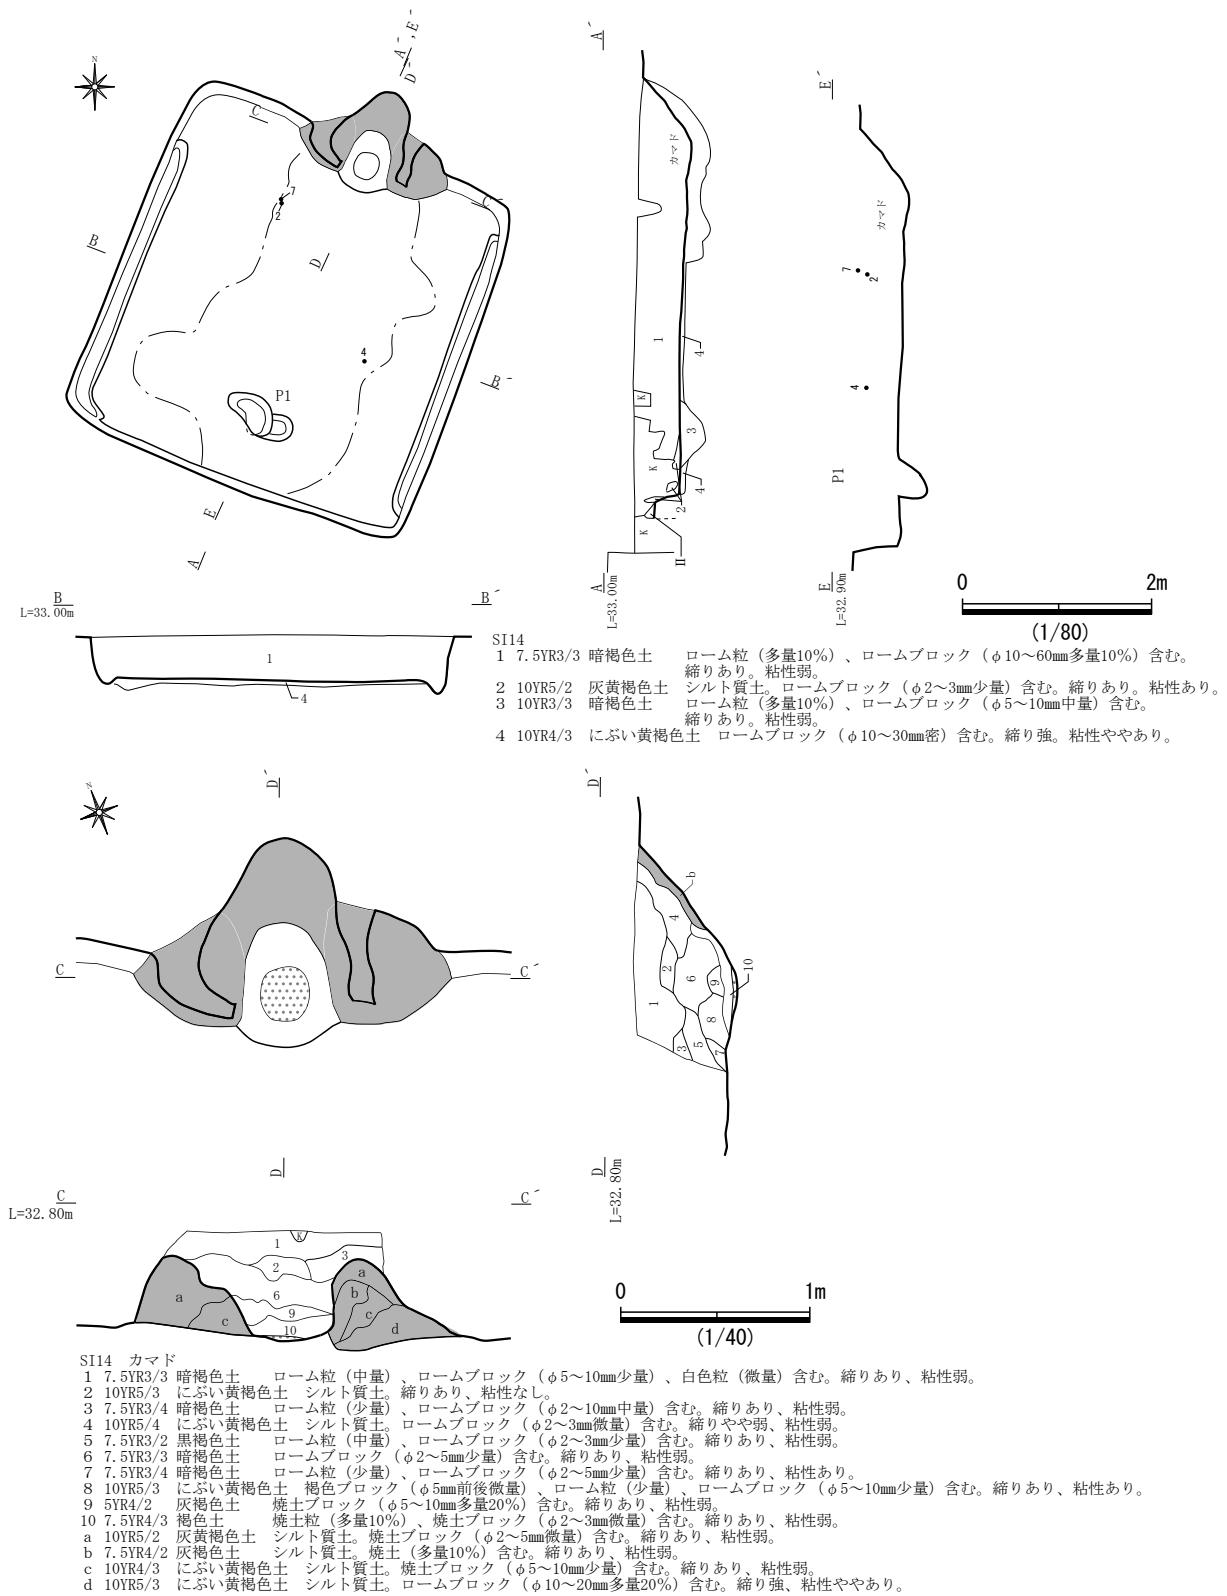 A´, E´
D´
N
C
C´
7
2
B
D
4
B´
P1
E
A
A´
カマド
1
4
K
3
K
4
2
K
Ⅱ
A
L=33.00m
E´
カマド
7
2
4
P1
E
L=32.90m
0 2m
(1/80)
B
L=33.00m
B´
1
4
SI14
1 7.5YR3/3 暗褐色土 ローム粒（多量10%）、ロームブロック（φ10～60㎜多量10%）含む。
締りあり。粘性弱。
2 10YR5/2 灰黄褐色土 シルト質土。ロームブロック（φ2～3㎜少量）含む。締りあり。粘性あり。
3 10YR3/3 暗褐色土 ローム粒（多量10%）、ロームブロック（φ5～10㎜中量）含む。
締りあり。粘性弱。
4 10YR4/3 にぶい黄褐色土 ロームブロック（φ10～30㎜密）含む。締り強。粘性ややあり。
N
D´
C
C´
D
D´
b
4
10
2
6
9
1
8
3
5
7
D
L=32.80m
C
L=32.80m
C´
K
1
3
2
a
b
6
a
c
9
c
d
10
0 1m
(1/40)
SI14 カマド
1 7.5YR3/3 暗褐色土 ローム粒（中量）、ロームブロック（φ5～10㎜少量）、白色粒（微量）含む。締りあり、粘性弱。
2 10YR5/3 にぶい黄褐色土 シルト質土。締りあり、粘性なし。
3 7.5YR3/4 暗褐色土 ローム粒（少量）、ロームブロック（φ2～10㎜中量）含む。締りあり、粘性弱。
4 10YR5/4 にぶい黄褐色土 シルト質土。ロームブロック（φ2～3㎜微量）含む。締りやや弱、粘性弱。
5 7.5YR3/2 黒褐色土 ローム粒（中量）、ロームブロック（φ2～3㎜少量）含む。締りあり、粘性弱。
6 7.5YR3/3 暗褐色土 ロームブロック（φ2～5㎜少量）含む。締りあり、粘性弱。
7 7.5YR3/4 暗褐色土 ローム粒（少量）、ロームブロック（φ2～5㎜少量）含む。締りあり、粘性あり。
8 10YR5/3 にぶい黄褐色土 褐色ブロック（φ5㎜前後微量）、ローム粒（少量）、ロームブロック（φ5～10㎜少量）含む。締りあり、粘性あり。
9 5YR4/2 灰褐色土 焼土ブロック（φ5～10㎜多量20%）含む。締りあり、粘性弱。
10 7.5YR4/3 褐色土 焼土粒（多量10%）、焼土ブロック（φ2～3㎜微量）含む。締りあり、粘性弱。
a 10YR5/2 灰黄褐色土 シルト質土。焼土ブロック（φ2～5㎜微量）含む。締りあり、粘性弱。
b 7.5YR4/2 灰褐色土 シルト質土。焼土（多量10%）含む。締りあり、粘性弱。
c 10YR4/3 にぶい黄褐色土 シルト質土。焼土ブロック（φ5～10㎜少量）含む。締りあり、粘性弱。
d 10YR5/3 にぶい黄褐色土 シルト質土。ロームブロック（φ10～20㎜多量20%）含む。締り強、粘性ややあり。